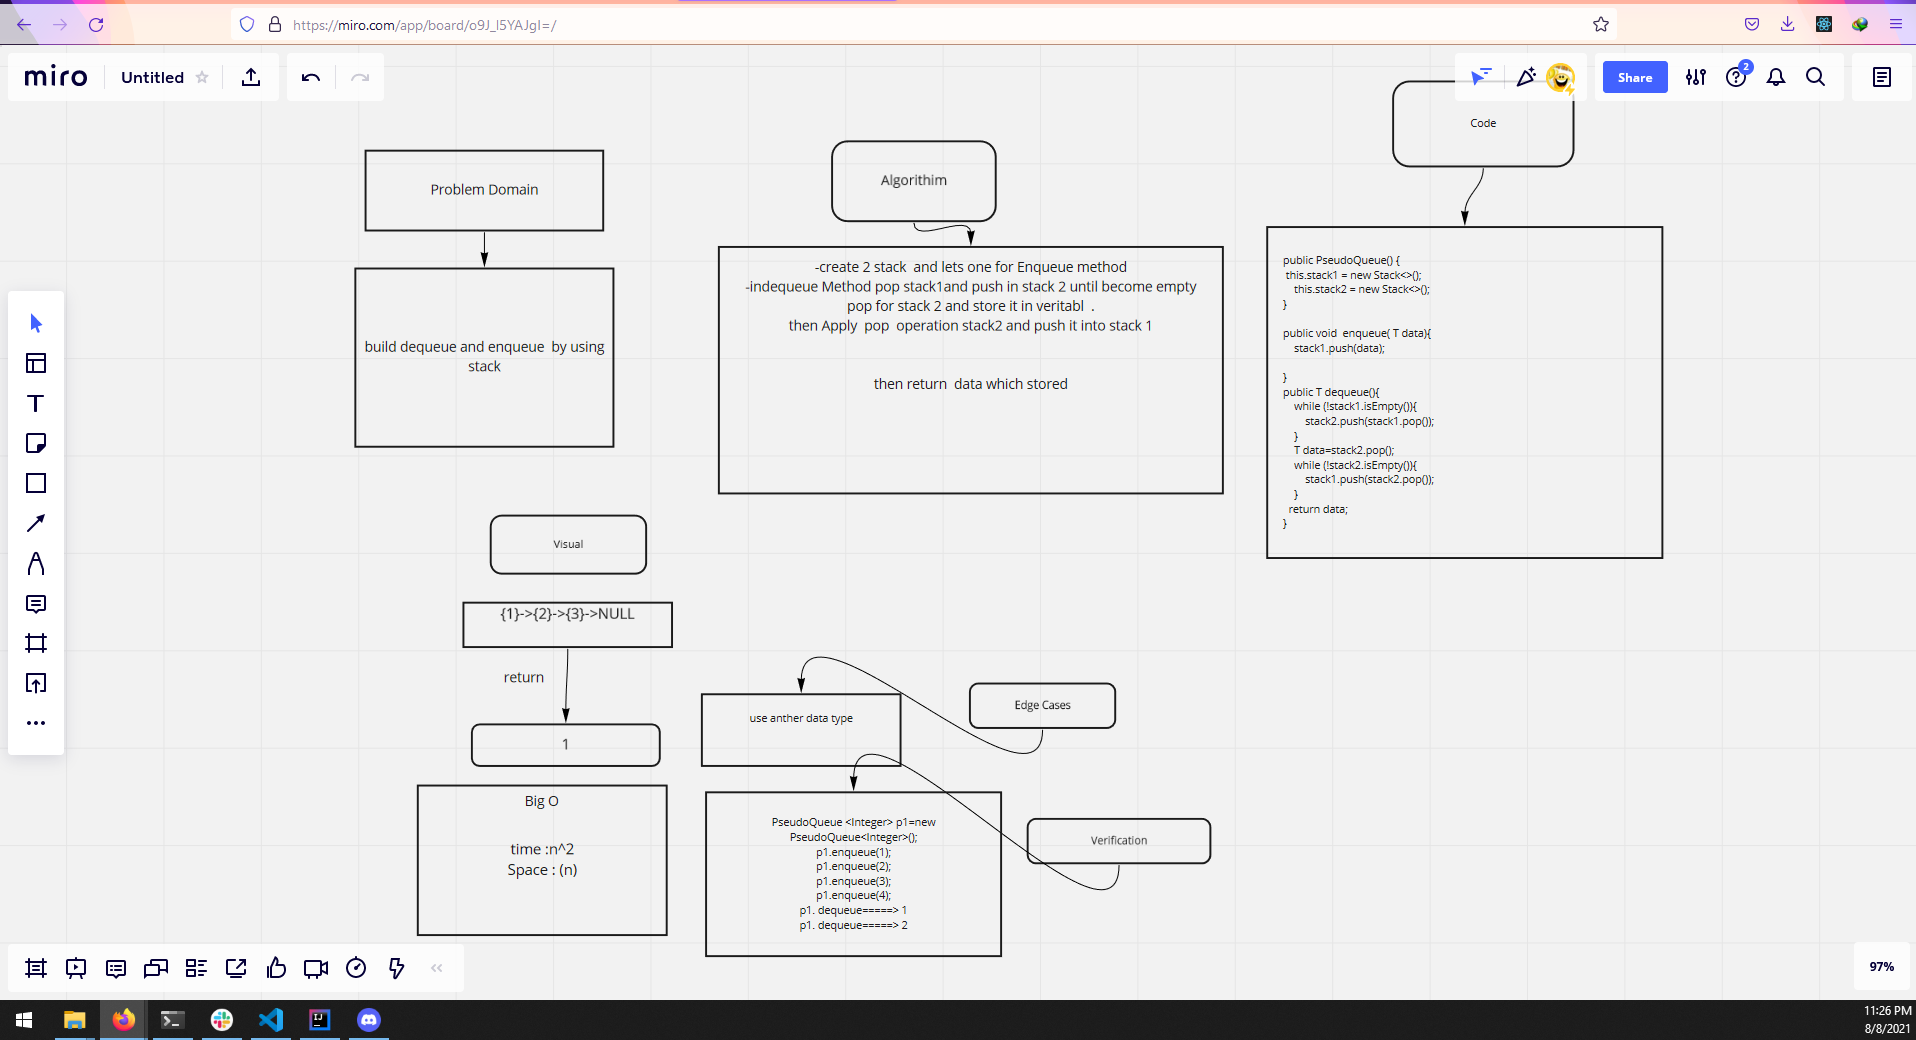 https://miro.com/app/board/o9J_l5YAJgI=/
miro
Untitled
Share
2
Problem Domain
build dequeue and enqueue by using
stack
Algorithim
-create 2 stack and lets one for Enqueue method
-indequeue Method pop stack1and push in stack 2 until become empty
pop for stack 2 and store it in veritabl .
then Apply pop operation stack2 and push it into stack 1
then return data which stored
Code
public PseudoQueue() {
this.stack1 = new Stack<>();
this.stack2 = new Stack<>();
}
public void enqueue( T data){
stack1.push(data);
}
public T dequeue(){
while (!stack1.isEmpty()){
stack2.push(stack1.pop());
}
T data=stack2.pop();
while (!stack2.isEmpty()){
stack1.push(stack2.pop());
}
return data;
}
Visual
{1}->{2}->{3}->NULL
return
1
Big O
time :n^2
Space : (n)
Edge Cases
use anther data type
Verification
PseudoQueue <Integer> p1=new
PseudoQueue<Integer>();
p1.enqueue(1);
p1.enqueue(2);
p1.enqueue(3);
p1.enqueue(4);
p1. dequeue=====> 1
p1. dequeue=====> 2
97%
11:26 PM
8/8/2021